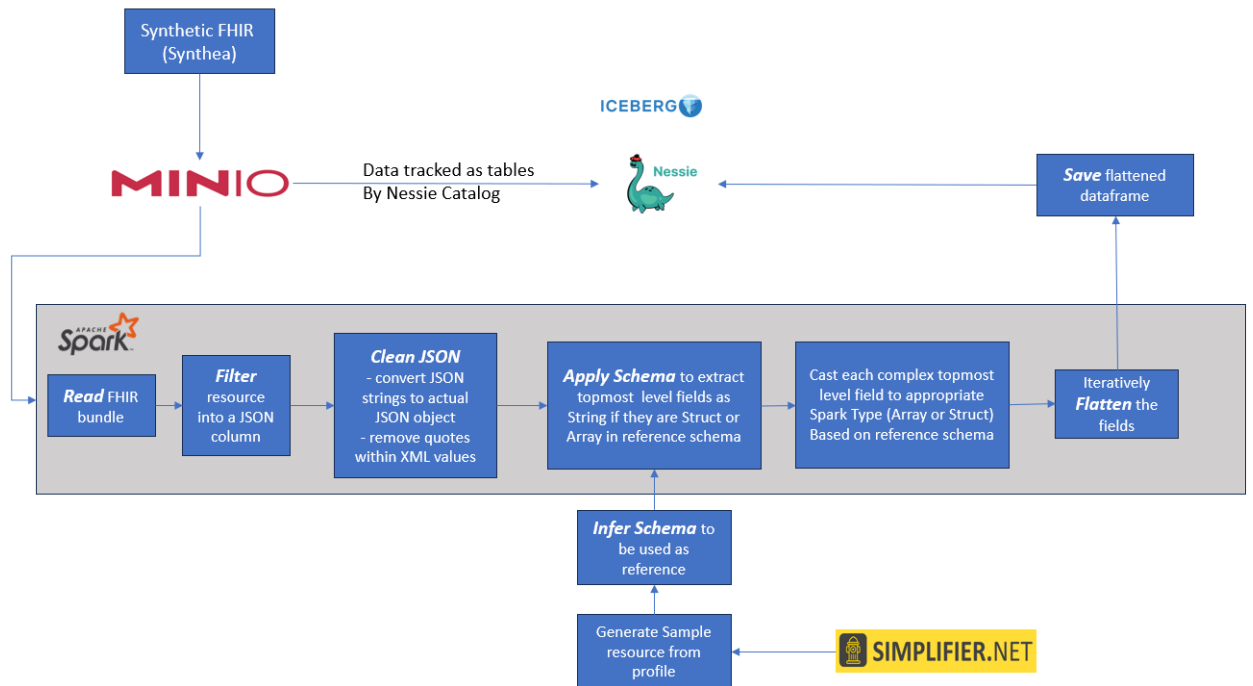 Synthetic FHIR
(Synthea)
ICEBERG
MINIO
Data tracked as tables
By Nessie Catalog
Nessie
Save flattened
dataframe
APACHE
Spark
Read FHIR
bundle
Filter
resource
into a JSON
column
Clean JSON
- convert JSON
strings to actual
JSON object
- remove quotes
within XML values
Apply Schema to extract
topmost level fields as
String if they are Struct or
Array in reference schema
Cast each complex topmost
level field to appropriate
Spark Type (Array or Struct)
Based on reference schema
Iteratively
Flatten the
fields
Infer Schema to
be used as
reference
Generate Sample
resource from
profile
SIMPLIFIER.NET